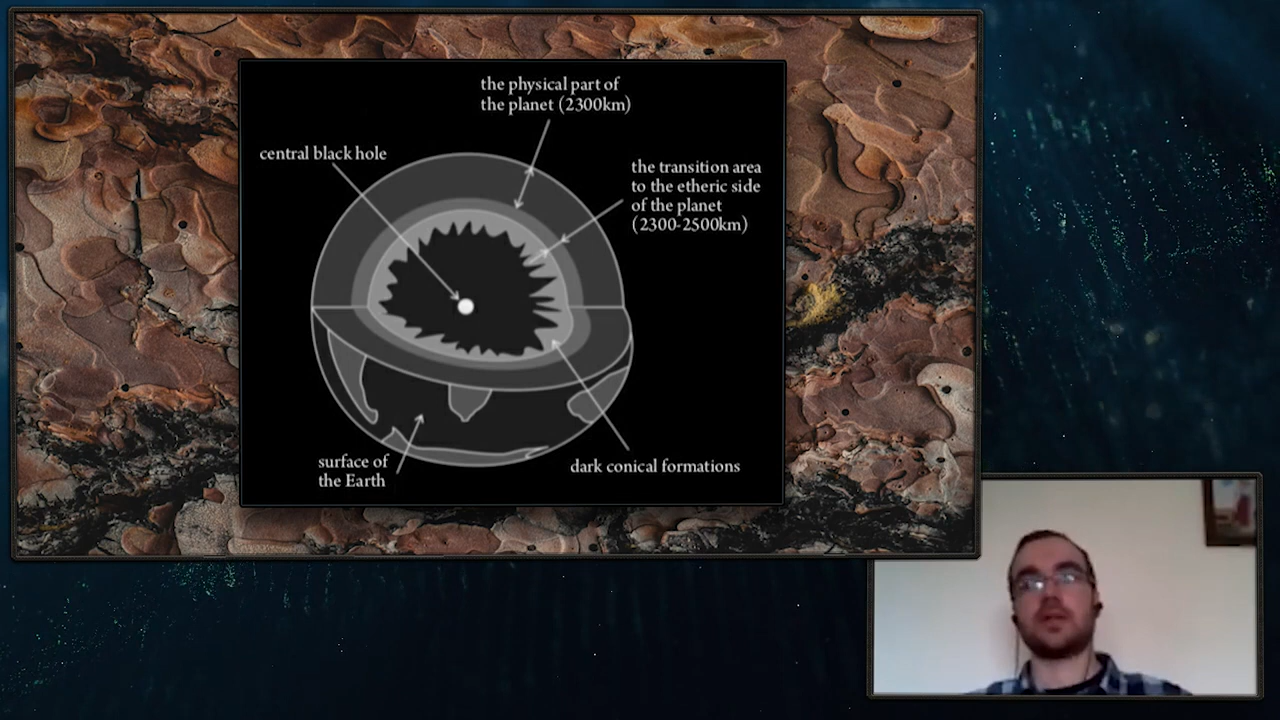 the physical part of
the planet (2300km)
central black hole
the transition area
to the etheric side
of the planet
(2300-2500km)
surface of
the Earth
dark conical formations